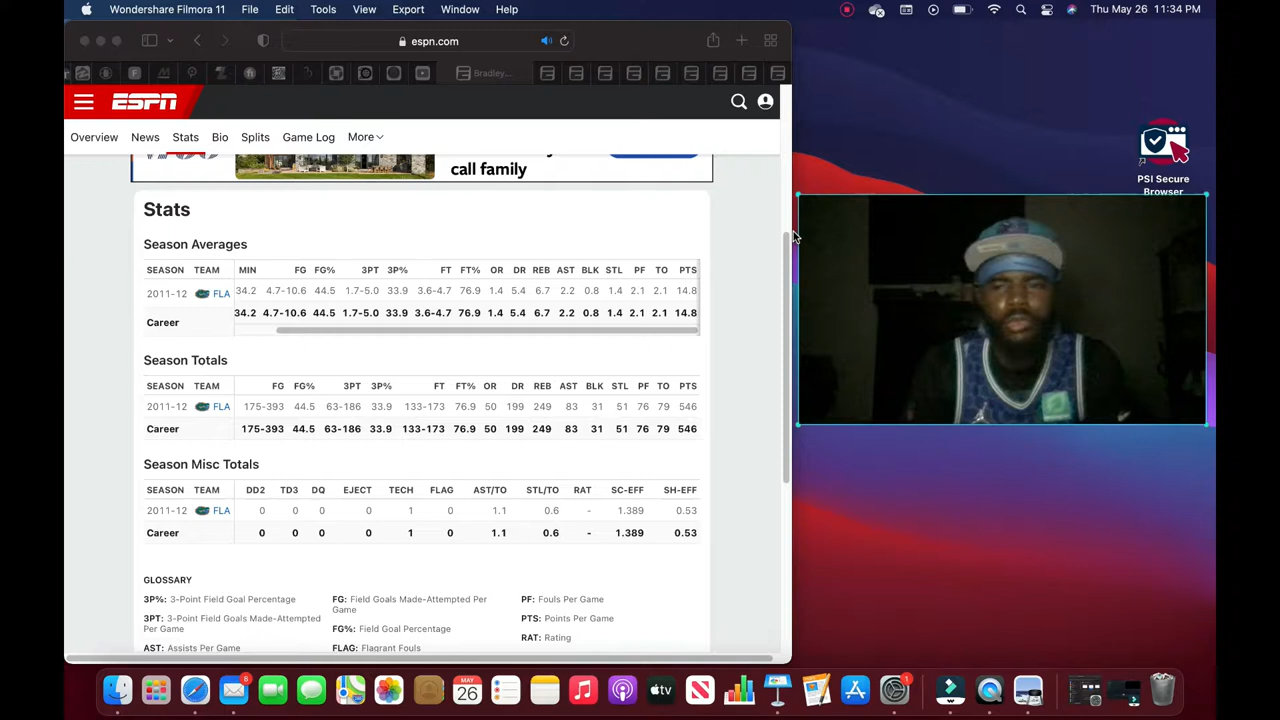 Wondershare Filmora 11 File Edit Tools View Export Window Help Thu May 26 11:34 PM
espn.com
Bradley...
ESPN
Overview News Stats Bio Splits Game Log More
call family
PSI Secure
Browser
Stats
Season Averages
SEASON TEAM MIN FG FG% 3PT 3P% FT FT% OR DR REB AST BLK STL PF TO PTS
2011-12 FLA 34.2 4.7-10.6 44.5 1.7-5.0 33.9 3.6-4.7 76.9 1.4 5.4 6.7 2.2 0.8 1.4 2.1 2.1 14.8
Career 34.2 4.7-10.6 44.5 1.7-5.0 33.9 3.6-4.7 76.9 1.4 5.4 6.7 2.2 0.8 1.4 2.1 2.1 14.8
Season Totals
SEASON TEAM FG FG% 3PT 3P% FT FT% OR DR REB AST BLK STL PF TO PTS
2011-12 FLA 175-393 44.5 63-186 33.9 133-173 76.9 50 199 249 83 31 51 76 79 546
Career 175-393 44.5 63-186 33.9 133-173 76.9 50 199 249 83 31 51 76 79 546
Season Misc Totals
SEASON TEAM DD2 TD3 DQ EJECT TECH FLAG AST/TO STL/TO RAT SC-EFF SH-EFF
2011-12 FLA 0 0 0 0 1 0 1.1 0.6 - 1.389 0.53
Career 0 0 0 0 1 0 1.1 0.6 - 1.389 0.53
GLOSSARY
3P%: 3-Point Field Goal Percentage
3PT: 3-Point Field Goals Made-Attempted
Per Game
AST: Assists Per Game
FG: Field Goals Made-Attempted Per
Game
FG%: Field Goal Percentage
FLAG: Flagrant Fouls
PF: Fouls Per Game
PTS: Points Per Game
RAT: Rating
8
MAY
26
tv
1